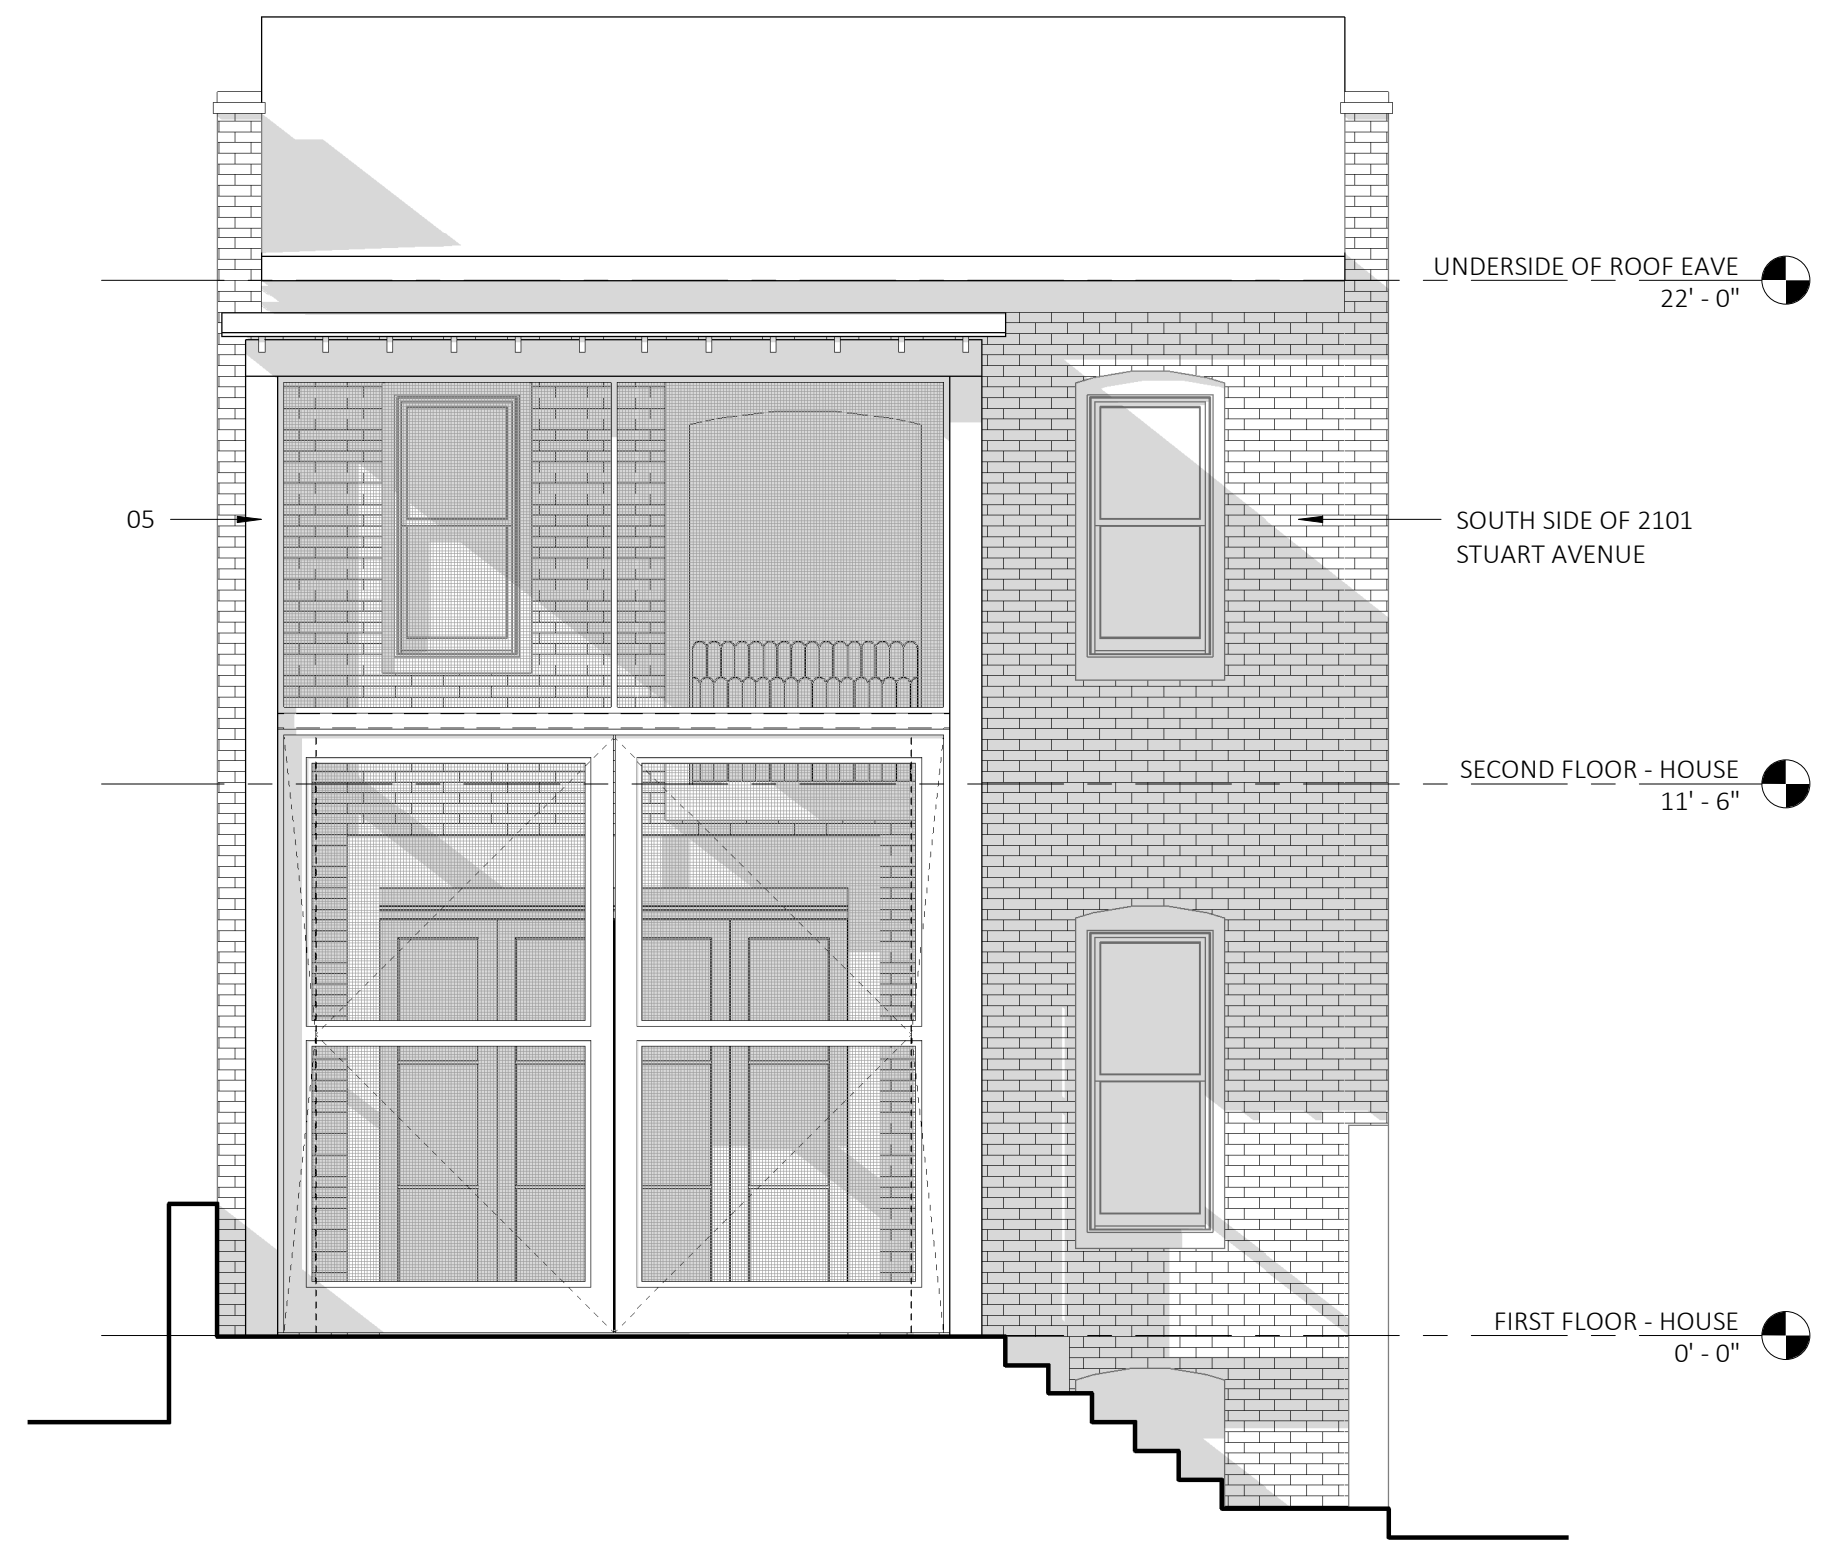 UNDERSIDE OF ROOF EAVE
22' - 0"
05
SOUTH SIDE OF 2101
STUART AVENUE
SECOND FLOOR - HOUSE
11' - 6"
FIRST FLOOR - HOUSE
0' - 0"